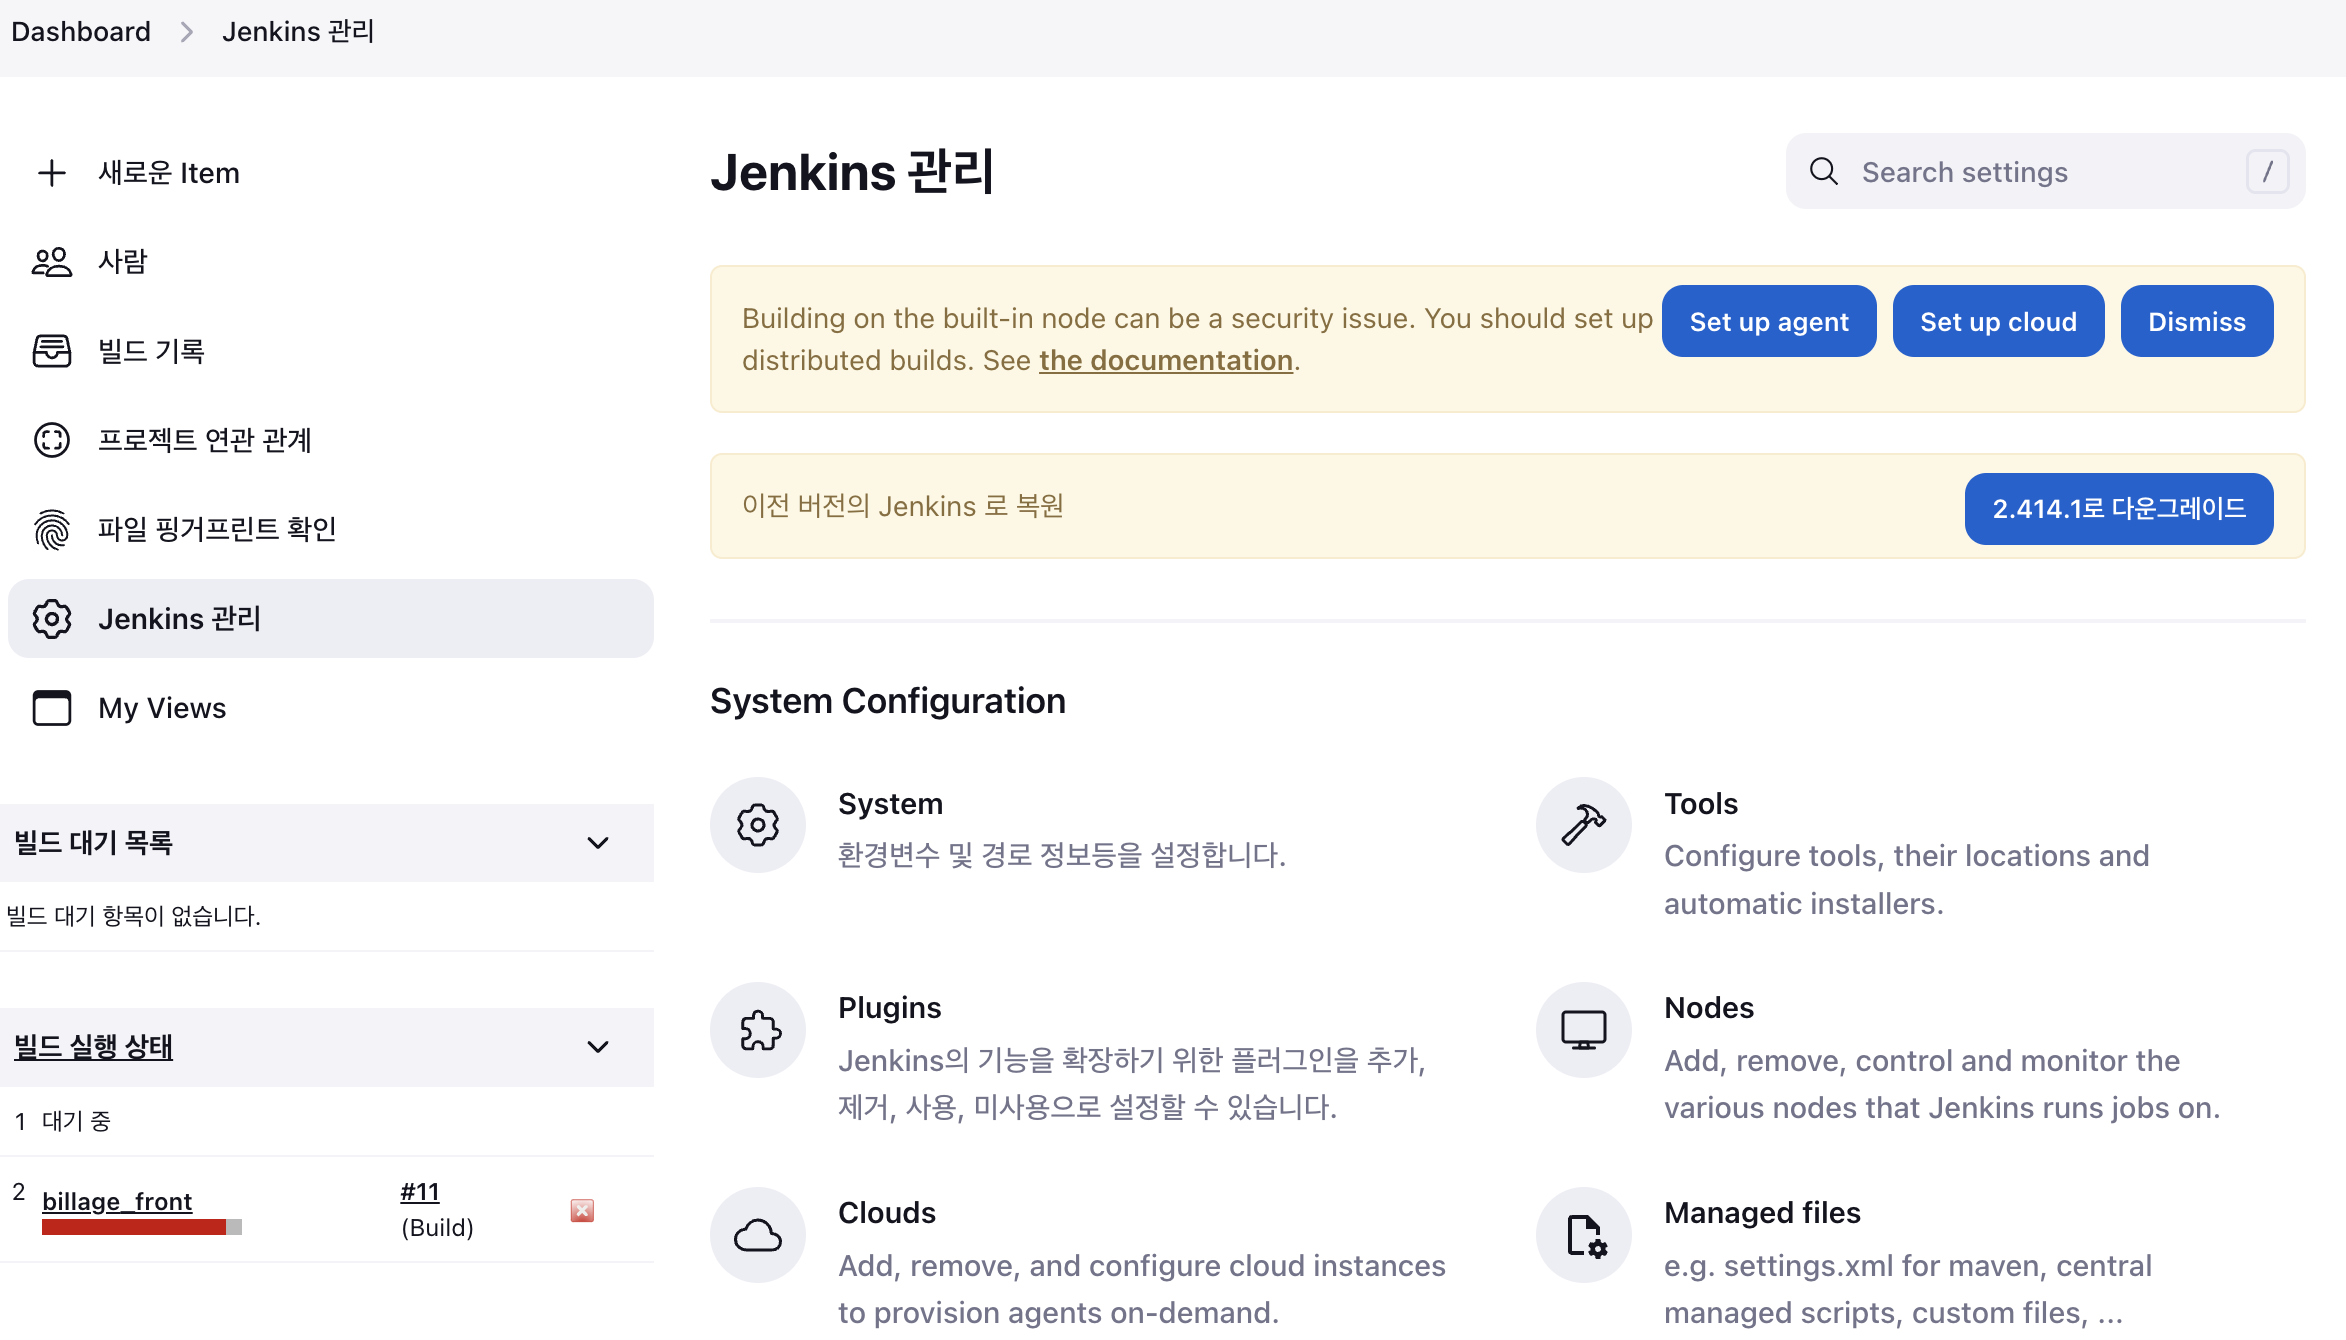 Dashboard
Jenkins 관리
새로운 Item
사람
빌드 기록
프로젝트 연관 관계
파일 핑거프린트 확인
Jenkins 관리
My Views
빌드 대기 목록
빌드 대기 항목이 없습니다.
빌드 실행 상태
1 대기 중
2 billage_front #11
(Build)
Jenkins 관리
Search settings /
Building on the built-in node can be a security issue. You should set up
distributed builds. See the documentation.
Set up agent
Set up cloud
Dismiss
이전 버전의 Jenkins 로 복원
2.414.1로 다운그레이드
System Configuration
System
환경변수 및 경로 정보등을 설정합니다.
Tools
Configure tools, their locations and
automatic installers.
Plugins
Jenkins의 기능을 확장하기 위한 플러그인을 추가,
제거, 사용, 미사용으로 설정할 수 있습니다.
Nodes
Add, remove, control and monitor the
various nodes that Jenkins runs jobs on.
Clouds
Add, remove, and configure cloud instances
to provision agents on-demand.
Managed files
e.g. settings.xml for maven, central
managed scripts, custom files, ...